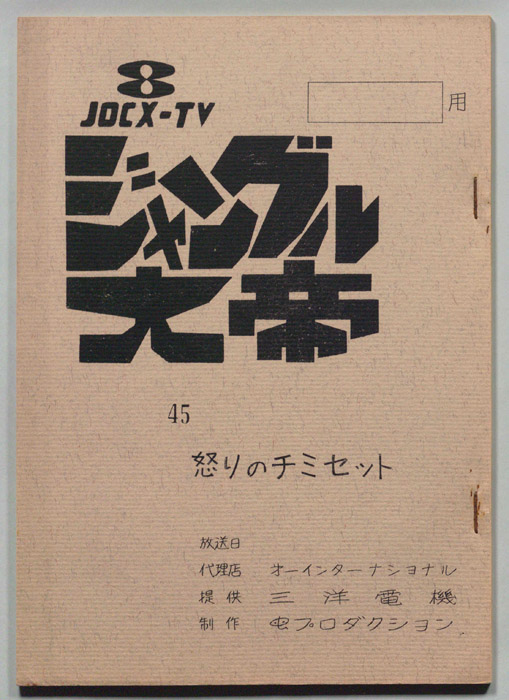 8
JOCX-TV
用
ジャングル
大帝
45
怒りのチミセット
放送日
代理店 オーインターナショナル
提供 三洋電機
制作 虫プロダクション